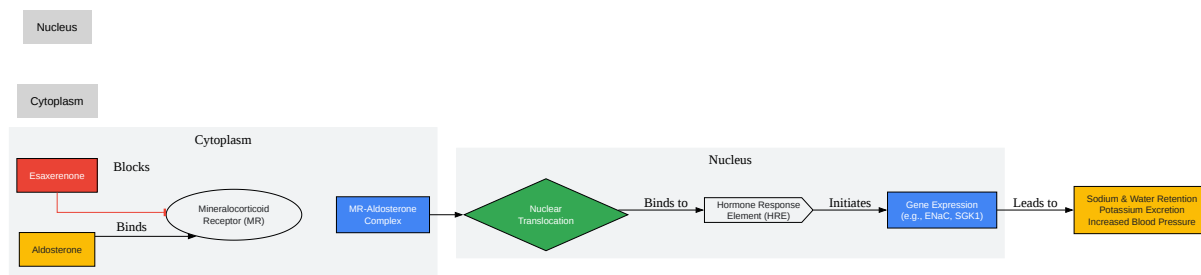 Nucleus
Cytoplasm
Cytoplasm
Esaxerenone
Blocks
Aldosterone
Binds
Mineralocorticoid
Receptor (MR)
MR-Aldosterone
Complex
Nucleus
Nuclear
Translocation
Binds to
Hormone Response
Element (HRE)
Initiates
Gene Expression
(e.g., ENaC, SGK1)
Leads to
Sodium & Water Retention
Potassium Excretion
Increased Blood Pressure